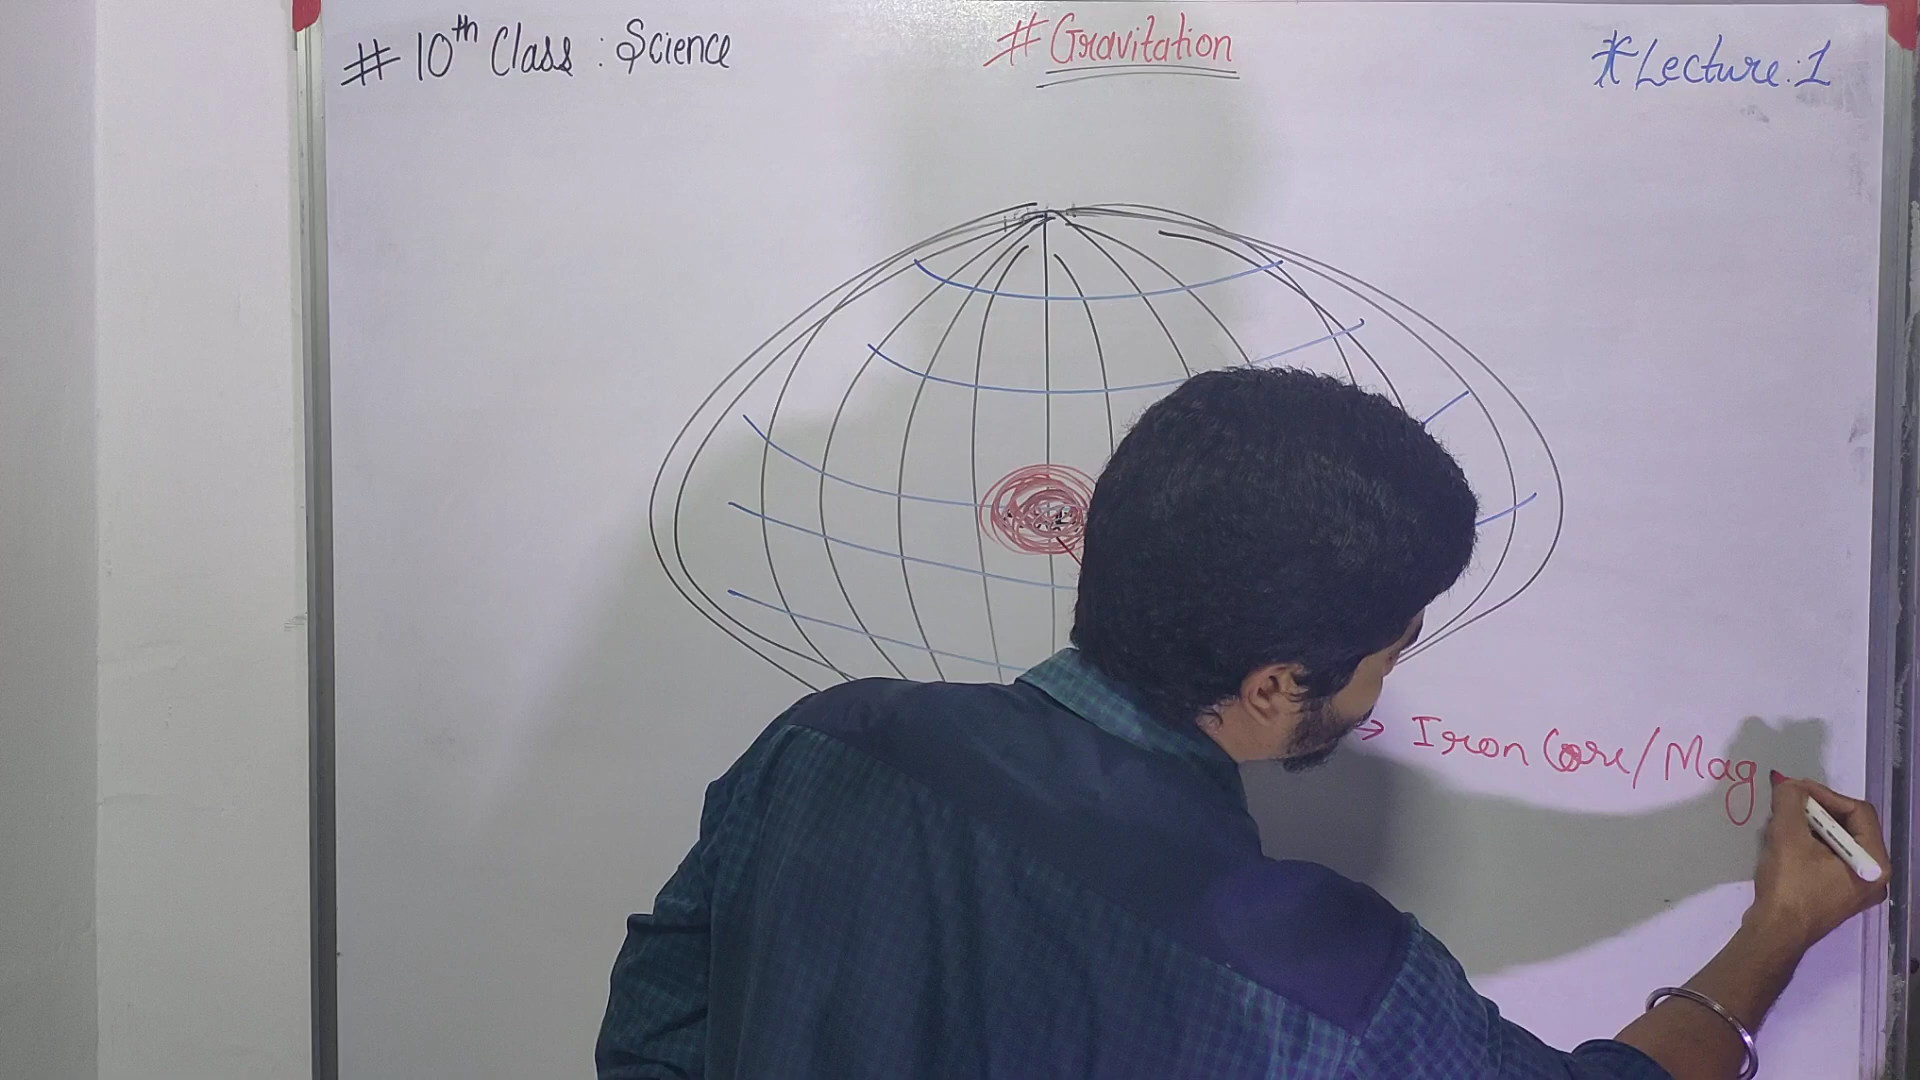 # 10th Class : Science
# Gravitation
* Lecture : 1
→ Iron Core/Mag